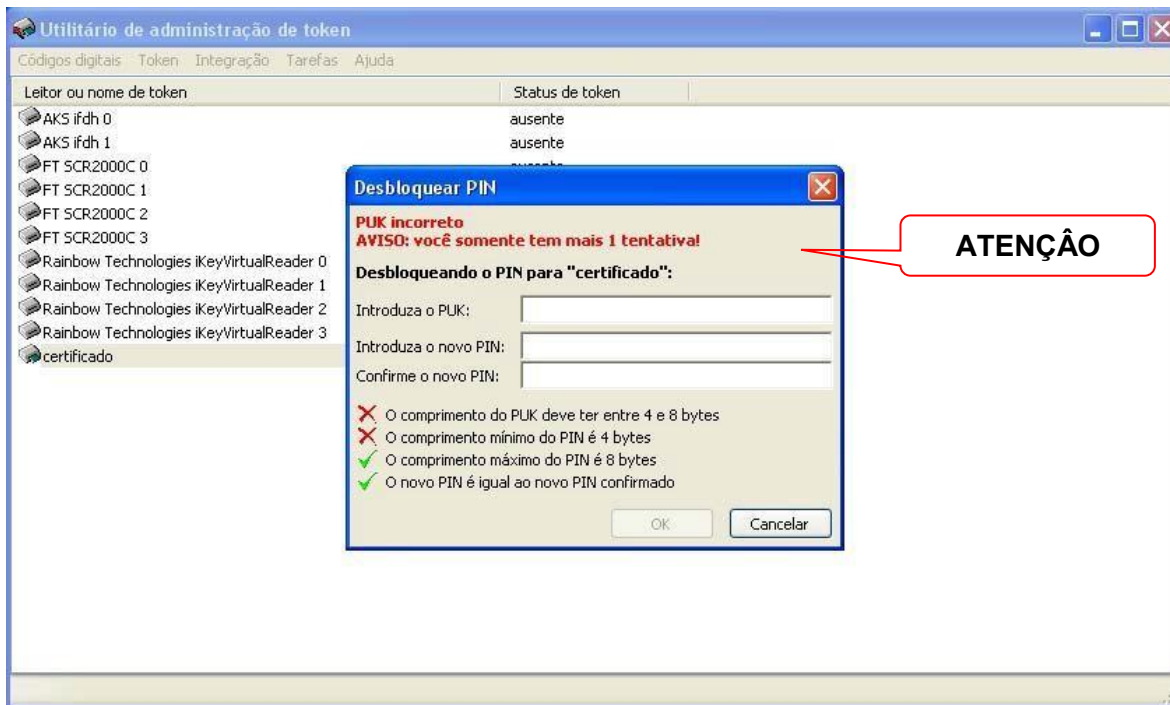 Utilitário de administração de token
Códigos digitais Token Integração Tarefas Ajuda
Leitor ou nome de token Status de token
AKS ifdh 0 ausente
AKS ifdh 1 ausente
FT SCR2000C 0
FT SCR2000C 1
FT SCR2000C 2
FT SCR2000C 3
Rainbow Technologies iKeyVirtualReader 0
Rainbow Technologies iKeyVirtualReader 1
Rainbow Technologies iKeyVirtualReader 2
Rainbow Technologies iKeyVirtualReader 3
certificado
Desbloquear PIN
PUK incorreto
AVISO: você somente tem mais 1 tentativa!
Desbloqueando o PIN para "certificado":
Introduza o PUK:
Introduza o novo PIN:
Confirme o novo PIN:
O comprimento do PUK deve ter entre 4 e 8 bytes
O comprimento mínimo do PIN é 4 bytes
O comprimento máximo do PIN é 8 bytes
O novo PIN é igual ao novo PIN confirmado
OK Cancelar
ATENÇÂO